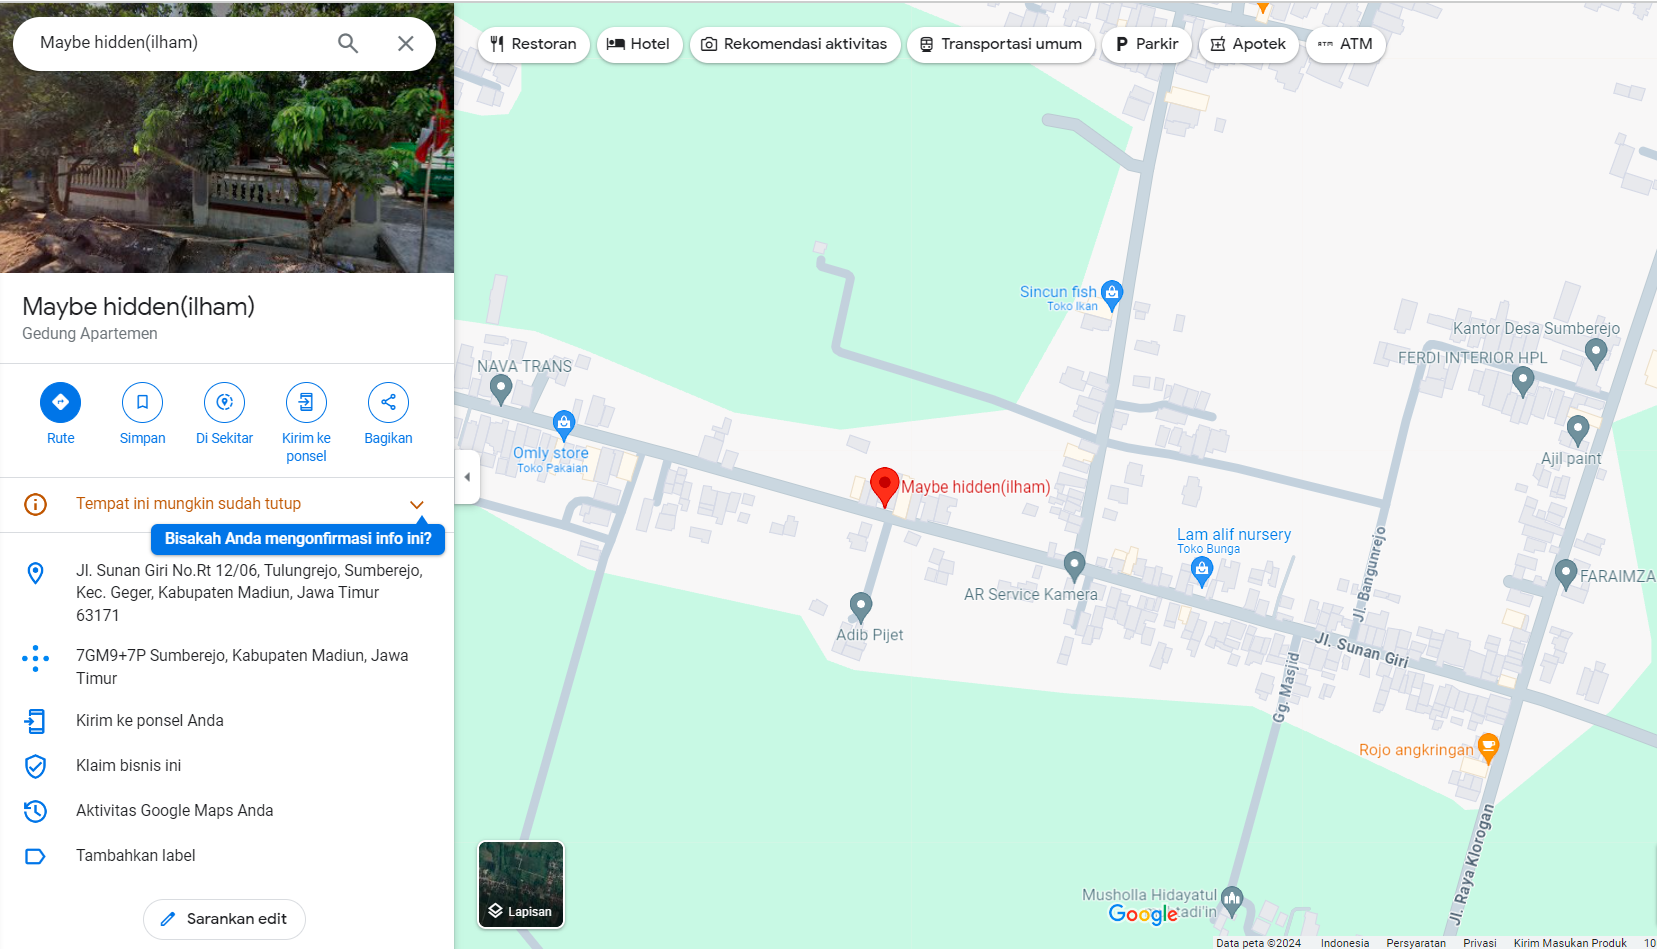 Maybe hidden(ilham)
Restoran
Hotel
Rekomendasi aktivitas
Transportasi umum
Parkir
Apotek
ATM
Maybe hidden(ilham)
Gedung Apartemen
Rute
Simpan
Di Sekitar
Kirim ke
ponsel
Bagikan
Tempat ini mungkin sudah tutup
Bisakah Anda mengonfirmasi info ini?
Jl. Sunan Giri No.Rt 12/06, Tulungrejo, Sumberejo,
Kec. Geger, Kabupaten Madiun, Jawa Timur
63171
7GM9+7P Sumberejo, Kabupaten Madiun, Jawa
Timur
Kirim ke ponsel Anda
Klaim bisnis ini
Aktivitas Google Maps Anda
Tambahkan label
Sarankan edit
Sincun fish
Toko Ikan
Kantor Desa Sumberejo
FERDI INTERIOR HPL
NAVA TRANS
Omly store
Toko Pakaian
Ajil paint
Maybe hidden(ilham)
Lam alif nursery
Toko Bunga
Jl. Bangunrejo
FARAIMZA
AR Service Kamera
Adib Pijet
Jl. Sunan Giri
Gg. Masjid
Rojo angkringan
Jl. Raya Klorogan
Musholla Hidayatul
tadi'in
Lapisan
Google
Data peta ©2024
Indonesia
Persyaratan
Privasi
Kirim Masukan Produk
10